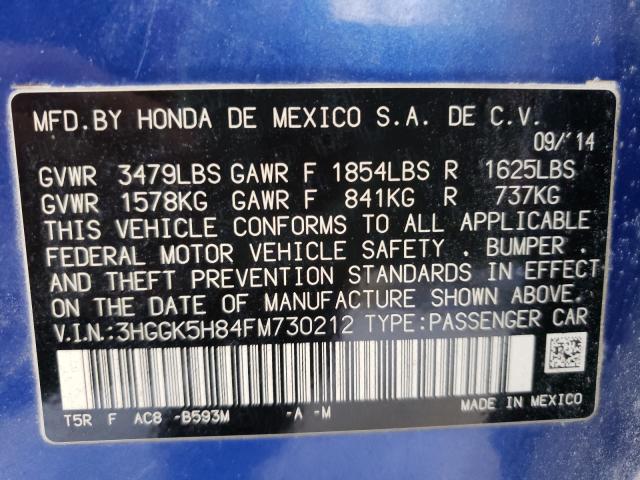 MFD.BY HONDA DE MEXICO S.A. DE C.V.
09/´14
GVWR 3479LBS GAWR F 1854LBS R 1625LBS
GVWR 1578KG GAWR F 841KG R 737KG
THIS VEHICLE CONFORMS TO ALL APPLICABLE
FEDERAL MOTOR VEHICLE SAFETY . BUMPER .
AND THEFT PREVENTION STANDARDS IN EFFECT
ON THE DATE OF MANUFACTURE SHOWN ABOVE.
V.I.N.:3HGGK5H84FM730212 TYPE:PASSENGER CAR
T5R F AC8 -B593M -A -M
MADE IN MEXICO